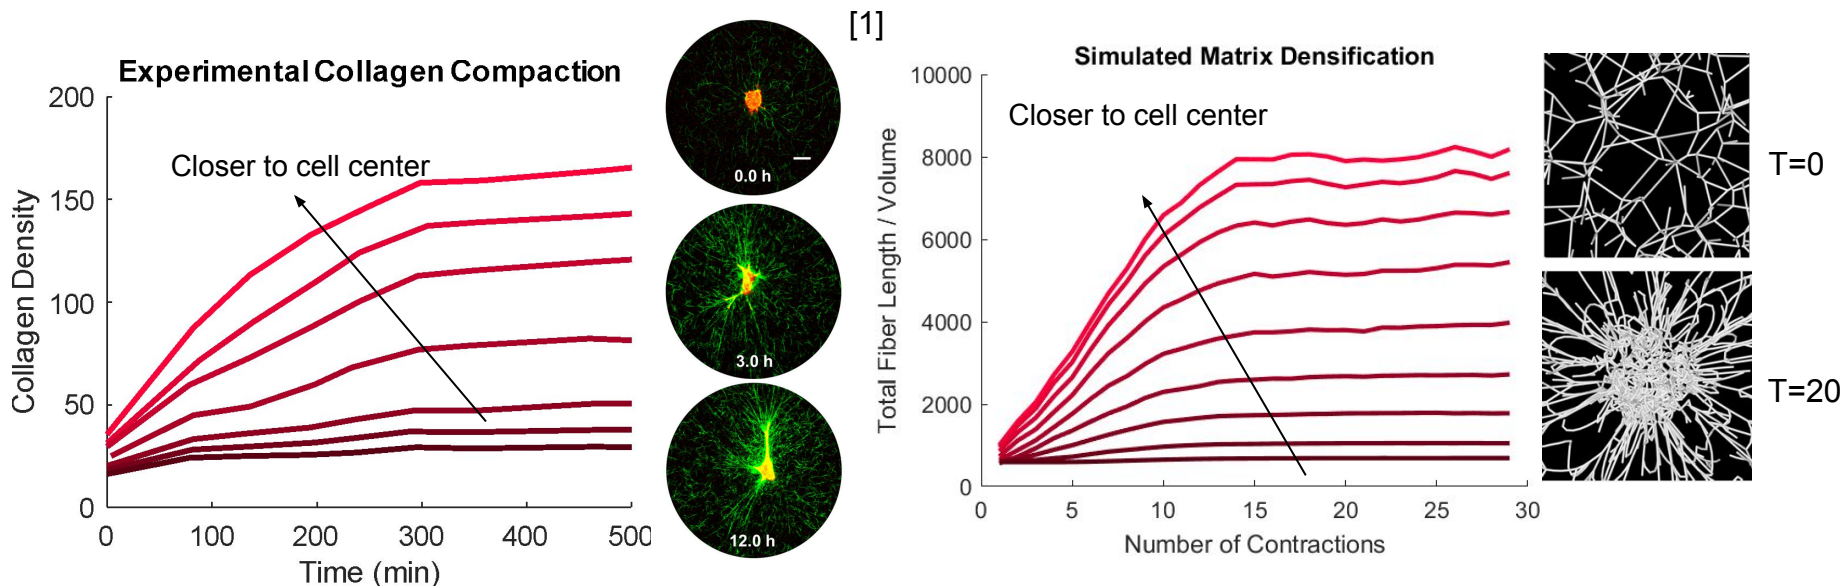 [1]
Experimental Collagen Compaction
200
150
100
50
0
Collagen Density
Closer to cell center
0 100 200 300 400 500
Time (min)
0.0 h
3.0 h
12.0 h
Simulated Matrix Densification
10000
8000
6000
4000
2000
0
Total Fiber Length / Volume
Closer to cell center
0 5 10 15 20 25 30
Number of Contractions
T=0
T=20